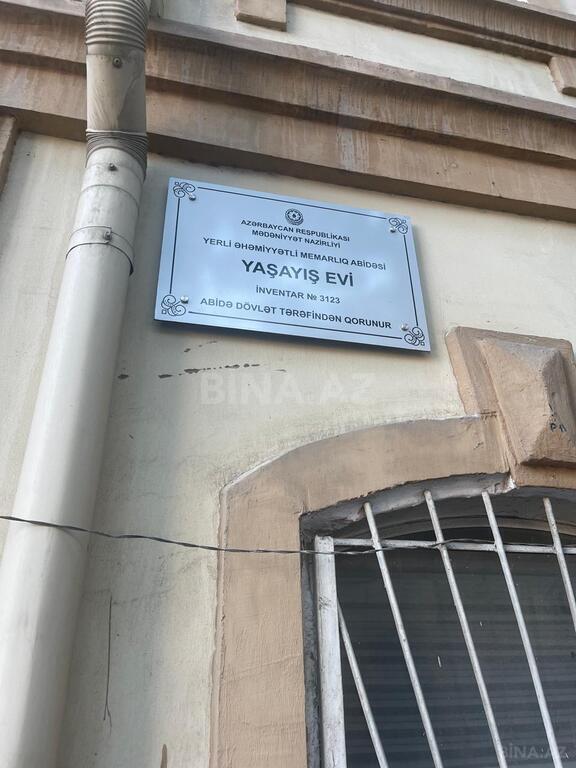 AZƏRBAYCAN RESPUBLİKASI
MƏDƏNİYYƏT NAZİRLİYİ
YERLİ ƏHƏMİYYƏTLİ MEMARLIQ ABİDƏSİ
YAŞAYIŞ EVİ
İNVENTAR № 3123
ABİDƏ DÖVLƏT TƏRƏFİNDƏN QORUNUR
BINA.AZ
BINA.AZ